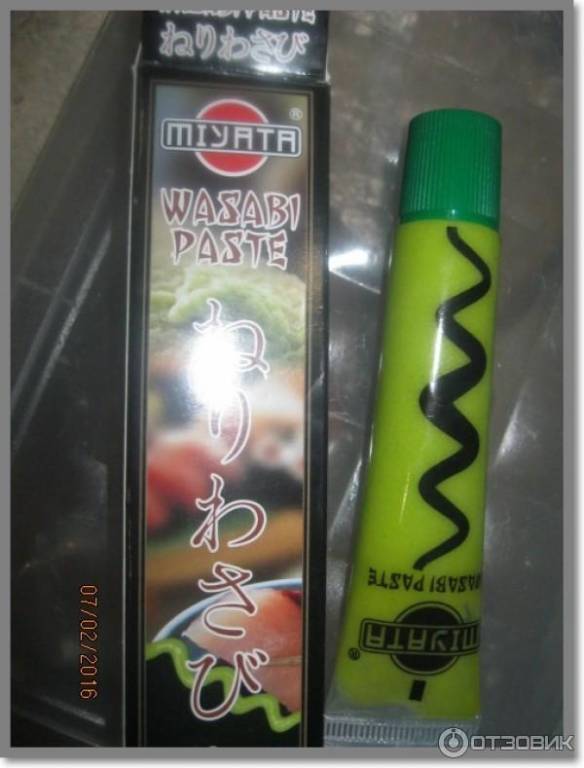 ねりわさび
MIYATA
®
WASABI
PASTE
ねりわさび
WASABI PASTE
MIYATA
®
07/02/2016
ОТЗОВИК